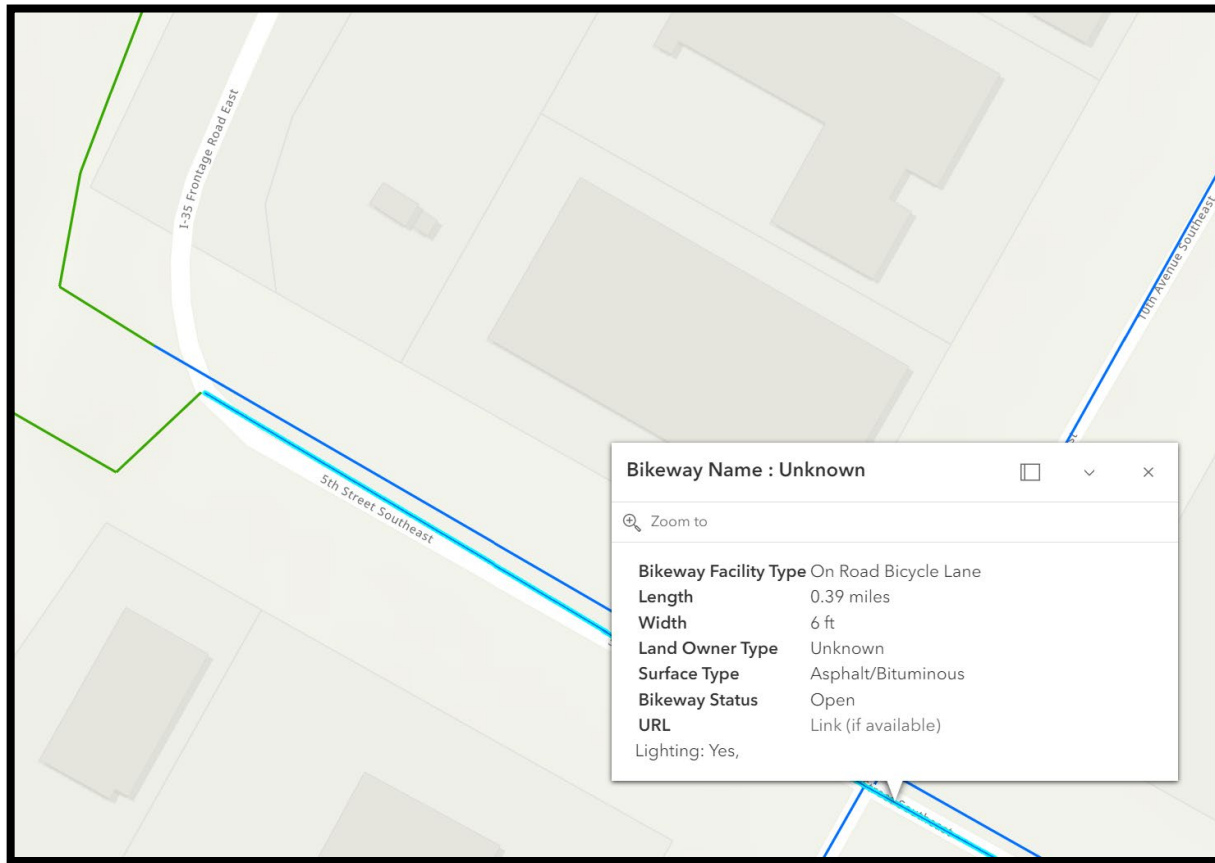 I-35 Frontage Road East
10th Avenue Southeast
5th Street Southeast
Bikeway Name : Unknown
Zoom to
Bikeway Facility Type On Road Bicycle Lane
Length 0.39 miles
Width 6 ft
Land Owner Type Unknown
Surface Type Asphalt/Bituminous
Bikeway Status Open
URL Link (if available)
Lighting: Yes,
Southeast